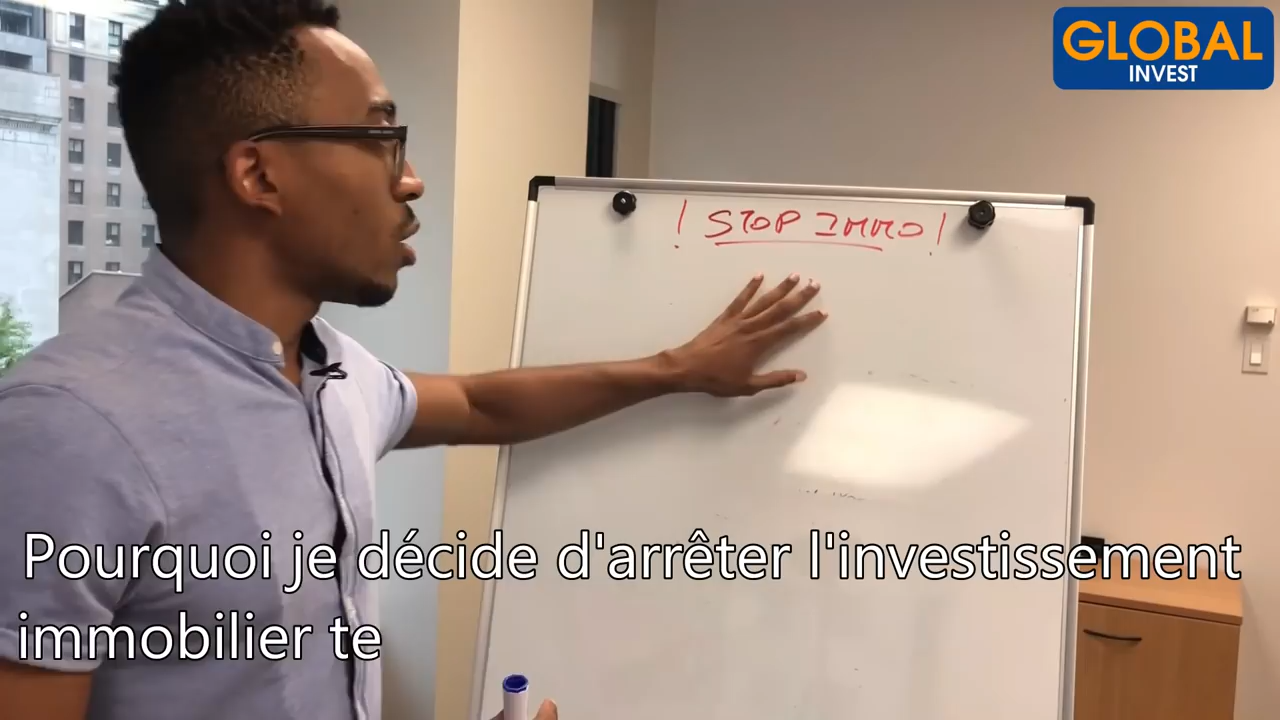 GLOBAL
INVEST
! STOP IMMO !
Pourquoi je décide d'arrêter l'investissement
immobilier te